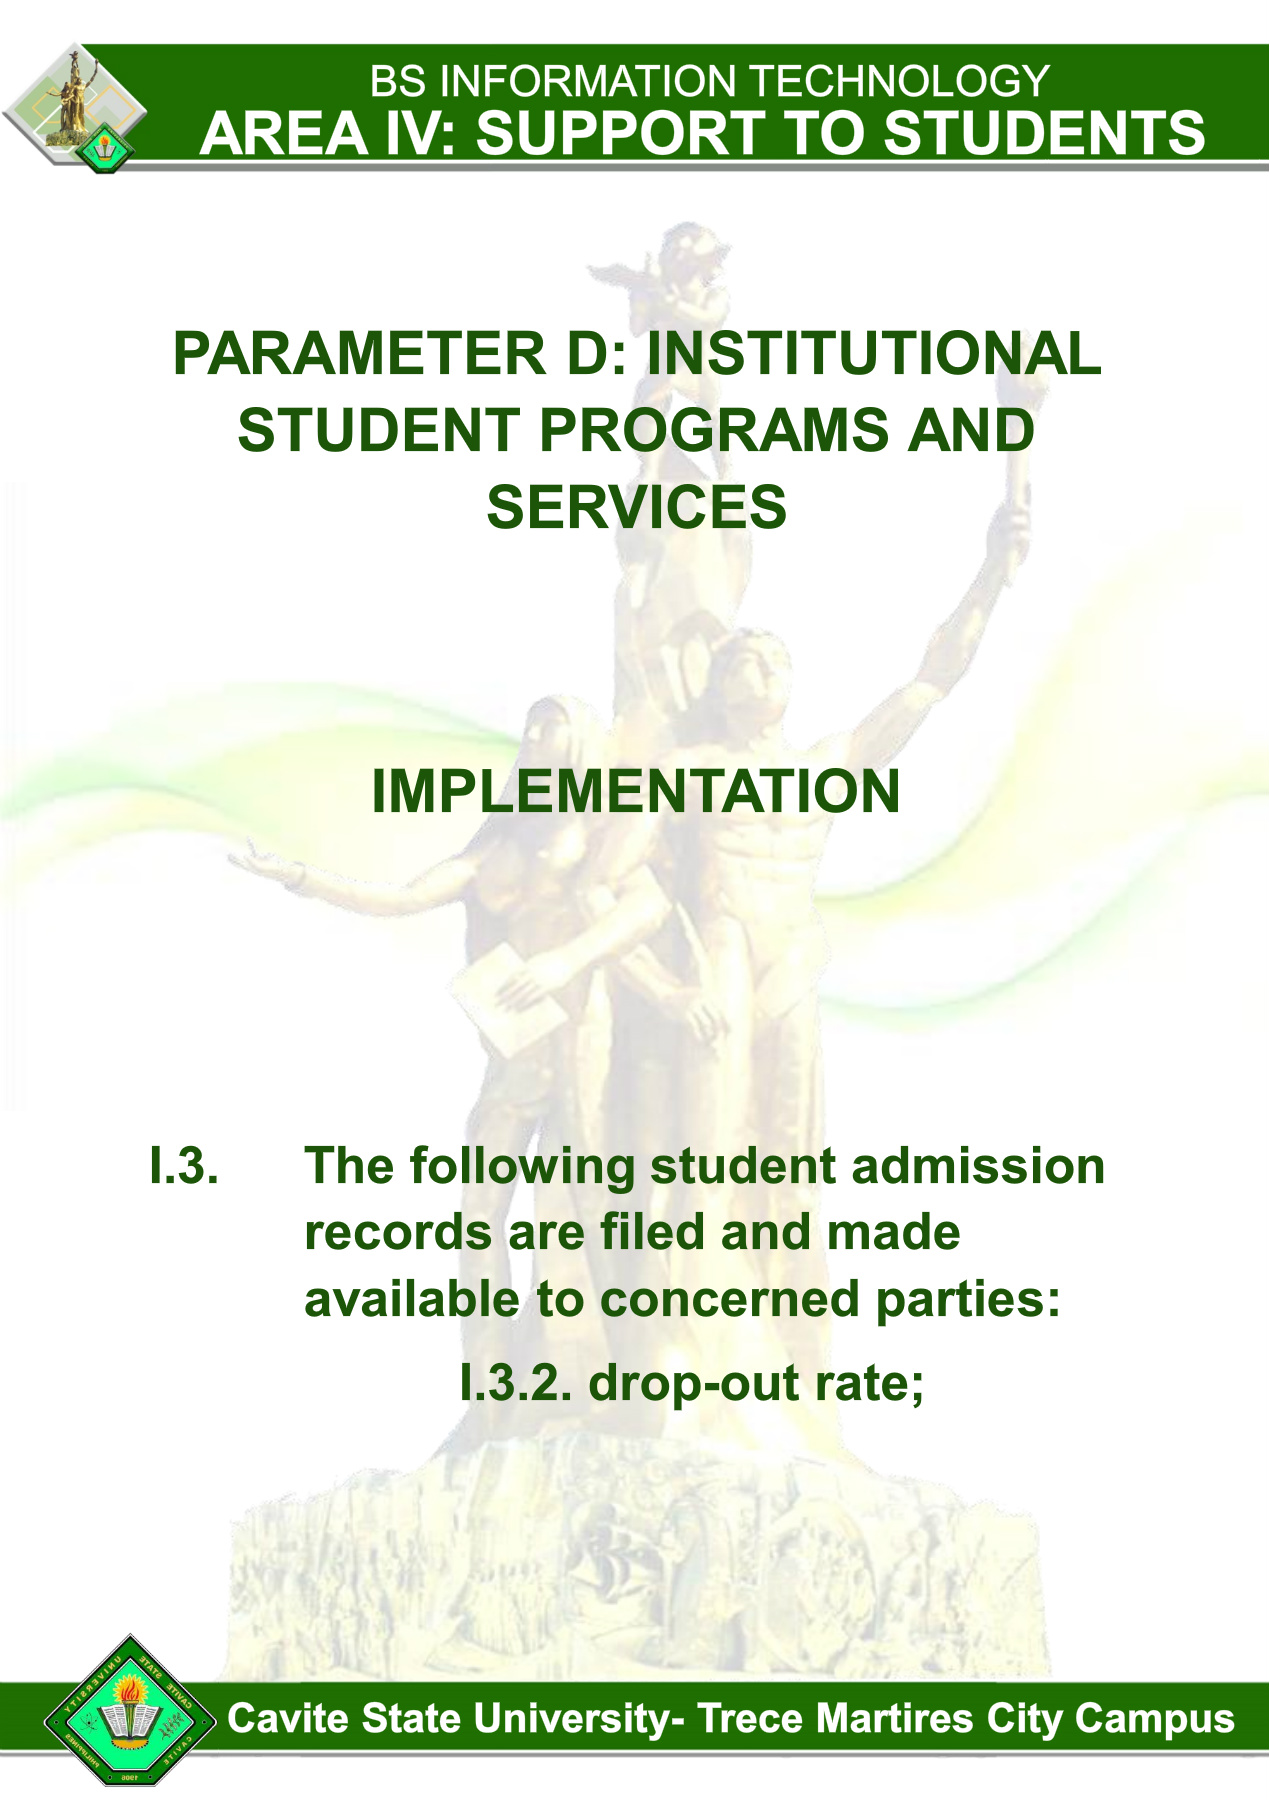 BS INFORMATION TECHNOLOGY
AREA IV: SUPPORT TO STUDENTS
PARAMETER D: INSTITUTIONAL
STUDENT PROGRAMS AND
SERVICES
IMPLEMENTATION
I.3. The following student admission
records are filed and made
available to concerned parties:
I.3.2. drop-out rate;
CAVITE STATE UNIVERSITY
CAVITE PHILIPPINES
1906
Cavite State University- Trece Martires City Campus